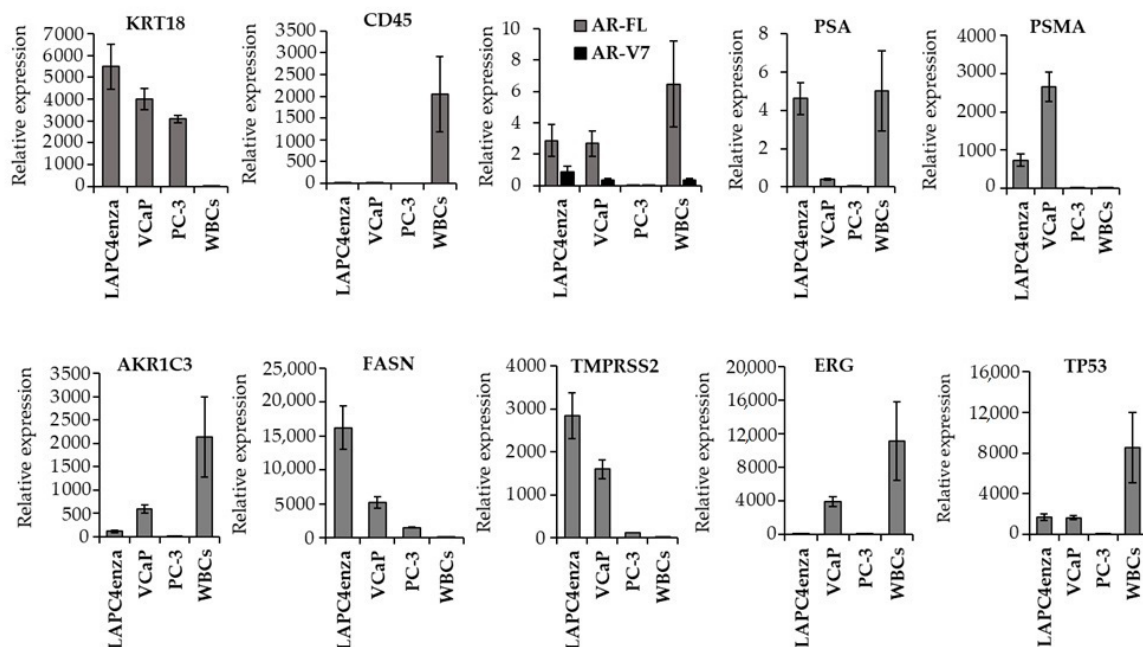 KRT18
Relative expression
7000
6000
5000
4000
3000
2000
1000
0
LAPC4enza
VCaP
PC-3
WBCs
CD45
Relative expression
3500
3000
2500
2000
1500
1000
500
0
LAPC4enza
VCaP
PC-3
WBCs
AR-FL
AR-V7
Relative expression
10
8
6
4
2
0
LAPC4enza
VCaP
PC-3
WBCs
PSA
Relative expression
8
6
4
2
0
LAPC4enza
VCaP
PC-3
WBCs
PSMA
Relative expression
4000
3000
2000
1000
0
LAPC4enza
VCaP
PC-3
WBCs
AKR1C3
Relative expression
3500
3000
2500
2000
1500
1000
500
0
LAPC4enza
VCaP
PC-3
WBCs
FASN
Relative expression
25,000
20,000
15,000
10,000
5000
0
LAPC4enza
VCaP
PC-3
WBCs
TMPRSS2
Relative expression
4000
3000
2000
1000
0
LAPC4enza
VCaP
PC-3
WBCs
ERG
Relative expression
20,000
16,000
12,000
8000
4000
0
LAPC4enza
VCaP
PC-3
WBCs
TP53
Relative expression
16,000
12,000
8000
4000
0
LAPC4enza
VCaP
PC-3
WBCs